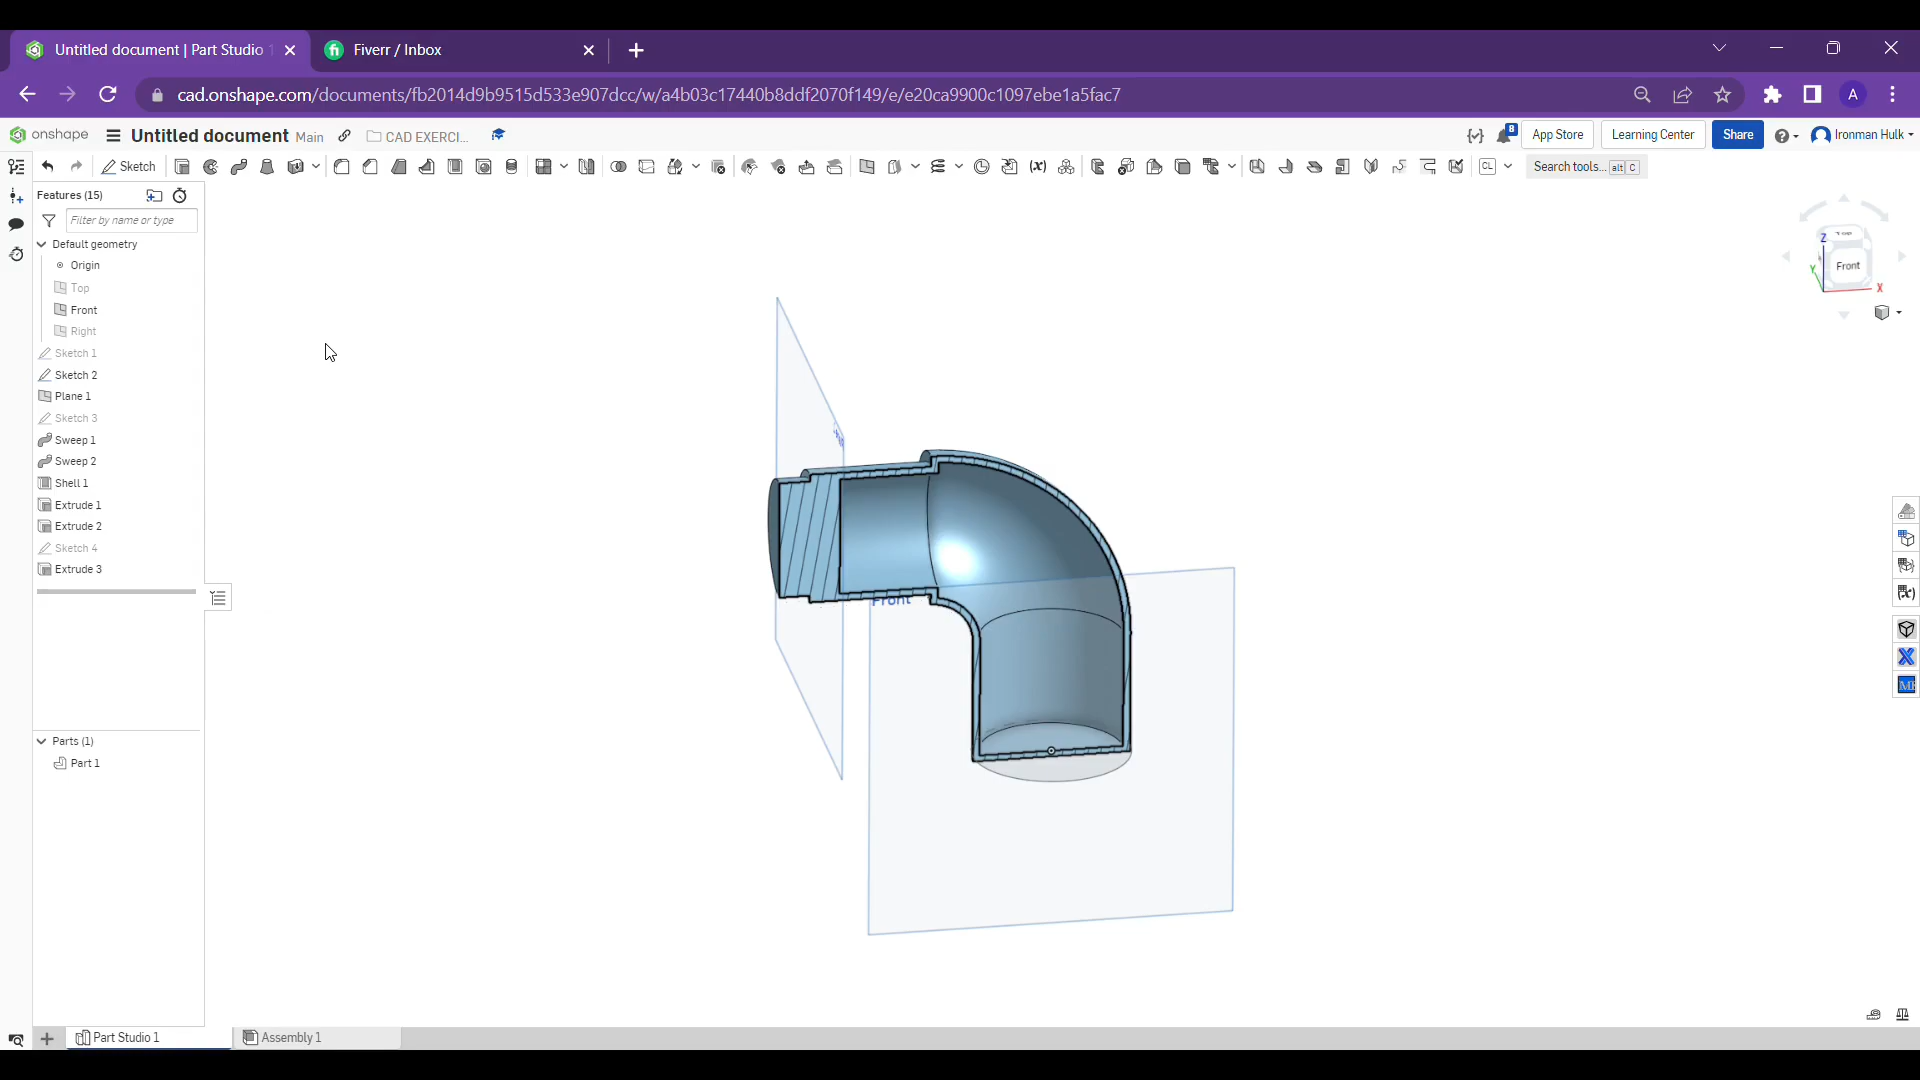 Untitled document | Part Studio 1
Fiverr / Inbox
cad.onshape.com/documents/fb2014d9b9515d533e907dcc/w/a4b03c17440b8ddf2070f149/e/e20ca9900c1097ebe1a5fac7
A
onshape
Untitled document
Main
CAD EXERCI...
8
App Store
Learning Center
Share
Ironman Hulk
Sketch
(x)
CL
Search tools...
alt
C
Features (15)
Filter by name or type
Default geometry
Origin
Top
Front
Right
Sketch 1
Sketch 2
Plane 1
Sketch 3
Sweep 1
Sweep 2
Shell 1
Extrude 1
Extrude 2
Sketch 4
Extrude 3
Parts (1)
Part 1
Front
Z
Y
X
Front
(x)
Part Studio 1
Assembly 1